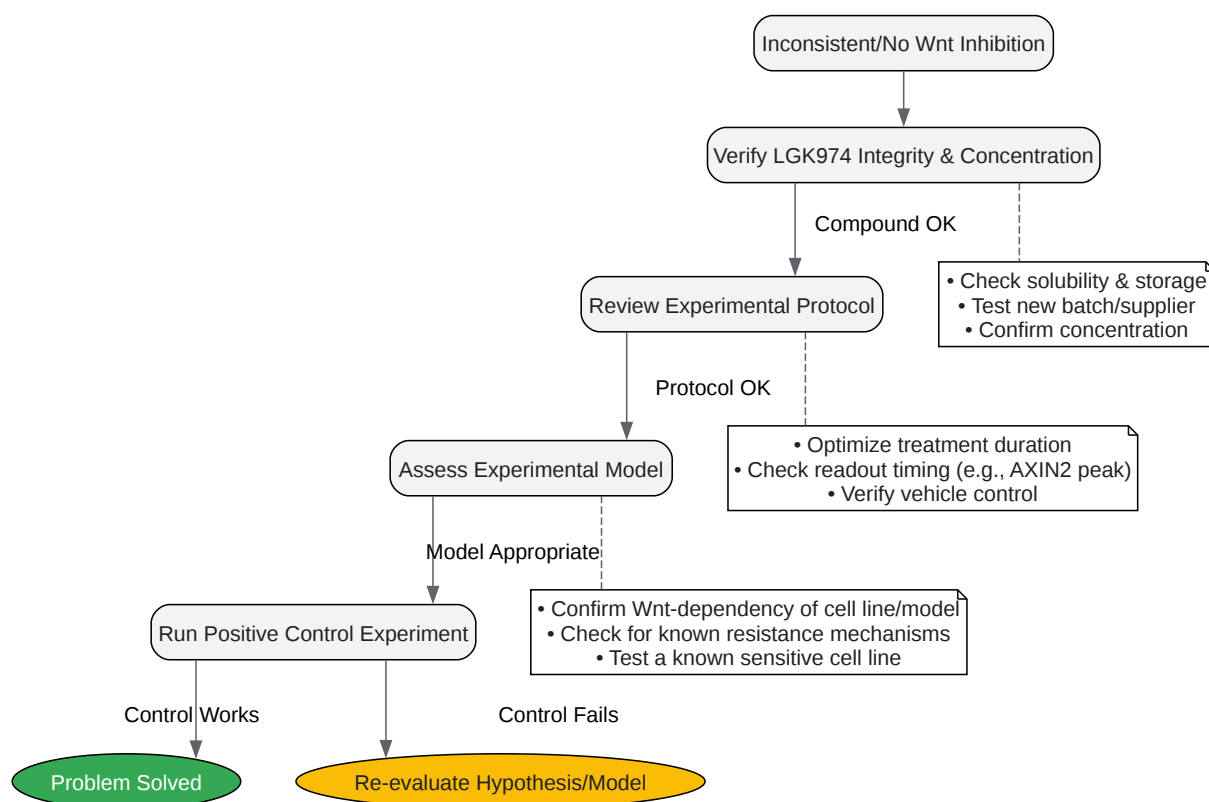 Inconsistent/No Wnt Inhibition
Verify LGK974 Integrity & Concentration
Compound OK
• Check solubility & storage
• Test new batch/supplier
• Confirm concentration
Review Experimental Protocol
Protocol OK
• Optimize treatment duration
• Check readout timing (e.g., AXIN2 peak)
• Verify vehicle control
Assess Experimental Model
Model Appropriate
• Confirm Wnt-dependency of cell line/model
• Check for known resistance mechanisms
• Test a known sensitive cell line
Run Positive Control Experiment
Control Works
Control Fails
Problem Solved
Re-evaluate Hypothesis/Model